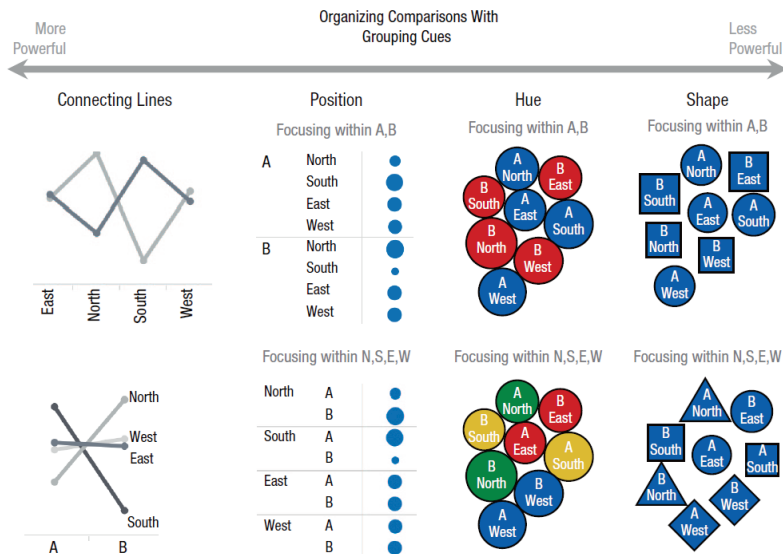 Organizing Comparisons With
Grouping Cues
More
Powerful
Less
Powerful
Connecting Lines
East
North
South
West
North
West
East
South
A
B
Position
Focusing within A,B
A
North
South
East
West
B
North
South
East
West
Focusing within N,S,E,W
North
A
B
South
A
B
East
A
B
West
A
B
Hue
Focusing within A,B
A
North
B
East
B
South
A
East
A
South
B
North
B
West
A
West
Focusing within N,S,E,W
A
North
B
East
B
South
A
East
A
South
B
North
B
West
A
West
Shape
Focusing within A,B
A
North
B
East
B
South
A
East
A
South
B
North
B
West
A
West
Focusing within N,S,E,W
A
North
B
East
B
South
A
East
A
South
B
North
B
West
A
West